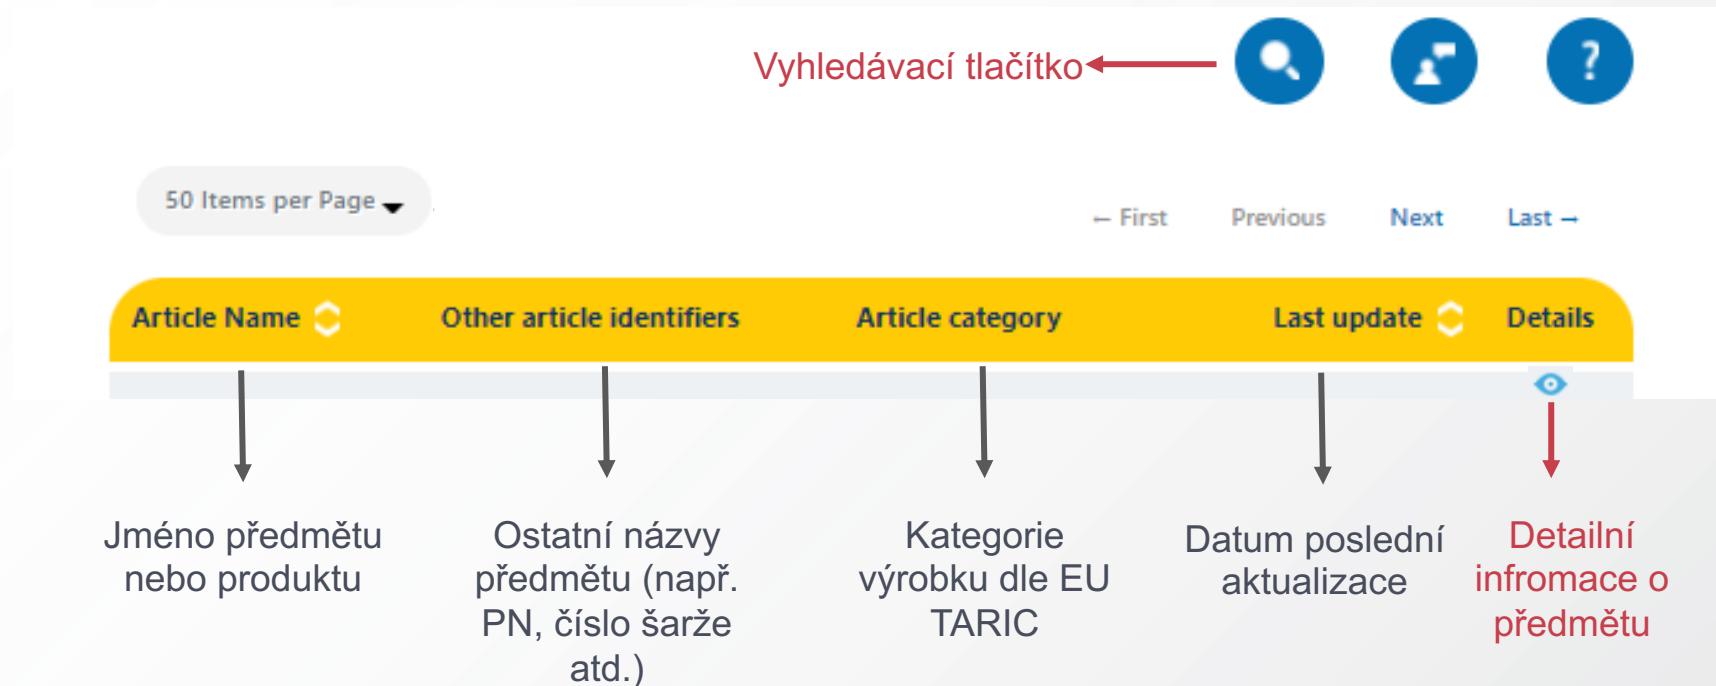 Vyhledávací tlačítko
?
50 Items per Page
← First Previous Next Last →
Article Name Other article identifiers Article category Last update Details
Jméno předmětu
nebo produktu
Ostatní názvy
předmětu (např.
PN, číslo šarže
atd.)
Kategorie
výrobku dle EU
TARIC
Datum poslední
aktualizace
Detailní
infromace o
předmětu